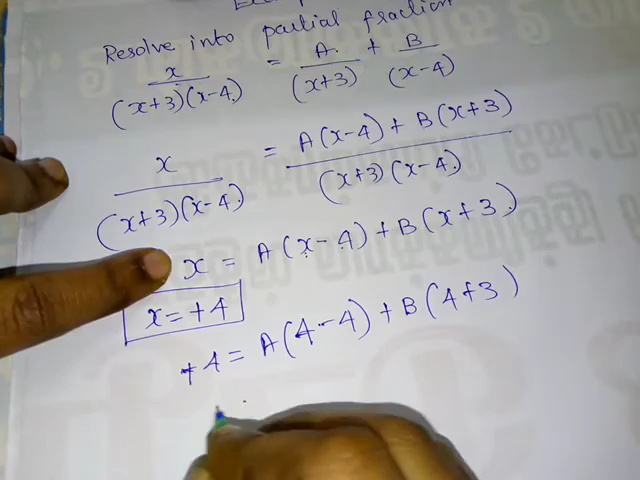 Resolve into partial fraction
x/(x+3)(x-4) = A/(x+3) + B/(x-4)
x/(x+3)(x-4) = A(x-4) + B(x+3)/(x+3)(x-4)
x = A(x-4) + B(x+3)
x = +4
+4 = A(4-4) + B(4+3)